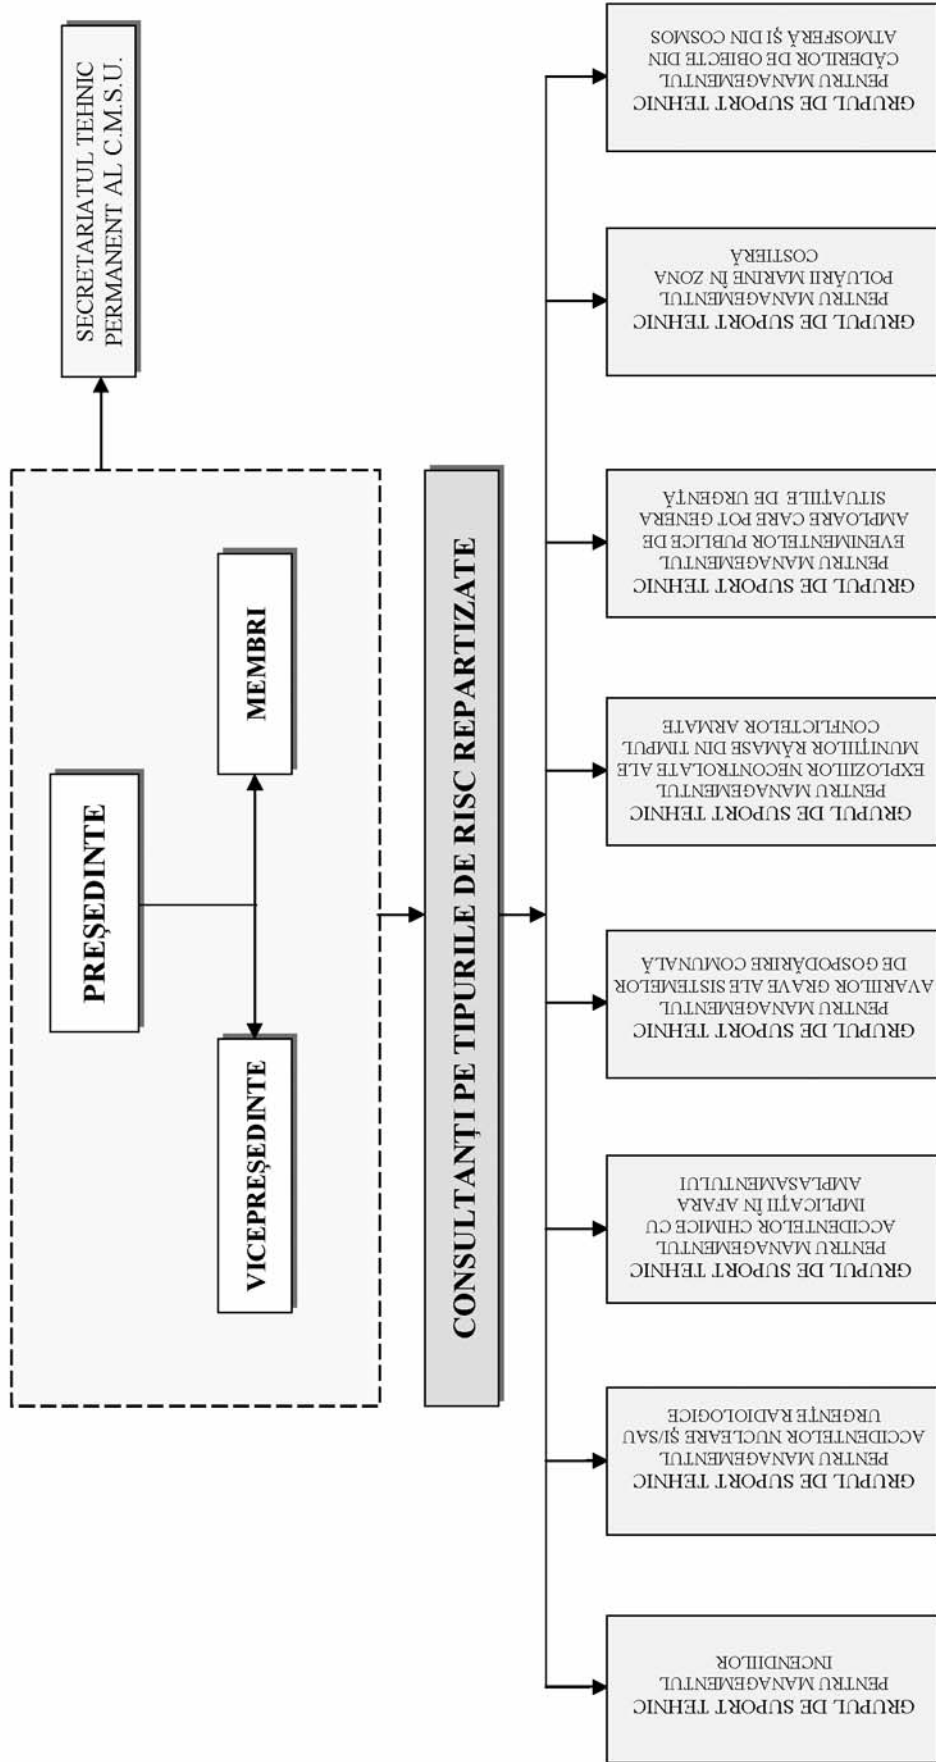 SECRETARIATUL TEHNIC
PERMANENT AL C.M.S.U.
PREȘEDINTE
VICEPREȘEDINTE
MEMBRI
CONSULTANȚI PE TIPURILE DE RISC REPARTIZATE
GRUPUL DE SUPORT TEHNIC
PENTRU MANAGEMENTUL
INCENDIILOR
GRUPUL DE SUPORT TEHNIC
PENTRU MANAGEMENTUL
ACCIDENTELOR NUCLEARE ȘI/SAU
URGENȚE RADIOLOGICE
GRUPUL DE SUPORT TEHNIC
PENTRU MANAGEMENTUL
ACCIDENTELOR CHIMICE CU
IMPLICAȚII ÎN AFARA
AMPLASAMENTULUI
GRUPUL DE SUPORT TEHNIC
PENTRU MANAGEMENTUL
AVARIILOR GRAVE ALE SISTEMELOR
DE GOSPODĂRIRE COMUNALĂ
GRUPUL DE SUPORT TEHNIC
PENTRU MANAGEMENTUL
EXPLOZIILOR NECONTROLATE ALE
MUNIȚIILOR RĂMASE DIN TIMPUL
CONFLICTELOR ARMATE
GRUPUL DE SUPORT TEHNIC
PENTRU MANAGEMENTUL
EVENIMENTELOR PUBLICE DE
AMPLOARE CARE POT GENERA
SITUAȚIILE DE URGENȚĂ
GRUPUL DE SUPORT TEHNIC
PENTRU MANAGEMENTUL
POLUĂRII MARINE ÎN ZONA
COSTIERĂ
GRUPUL DE SUPORT TEHNIC
PENTRU MANAGEMENTUL
CĂDERILOR DE OBIECTE DIN
ATMOSFERĂ ȘI DIN COSMOS